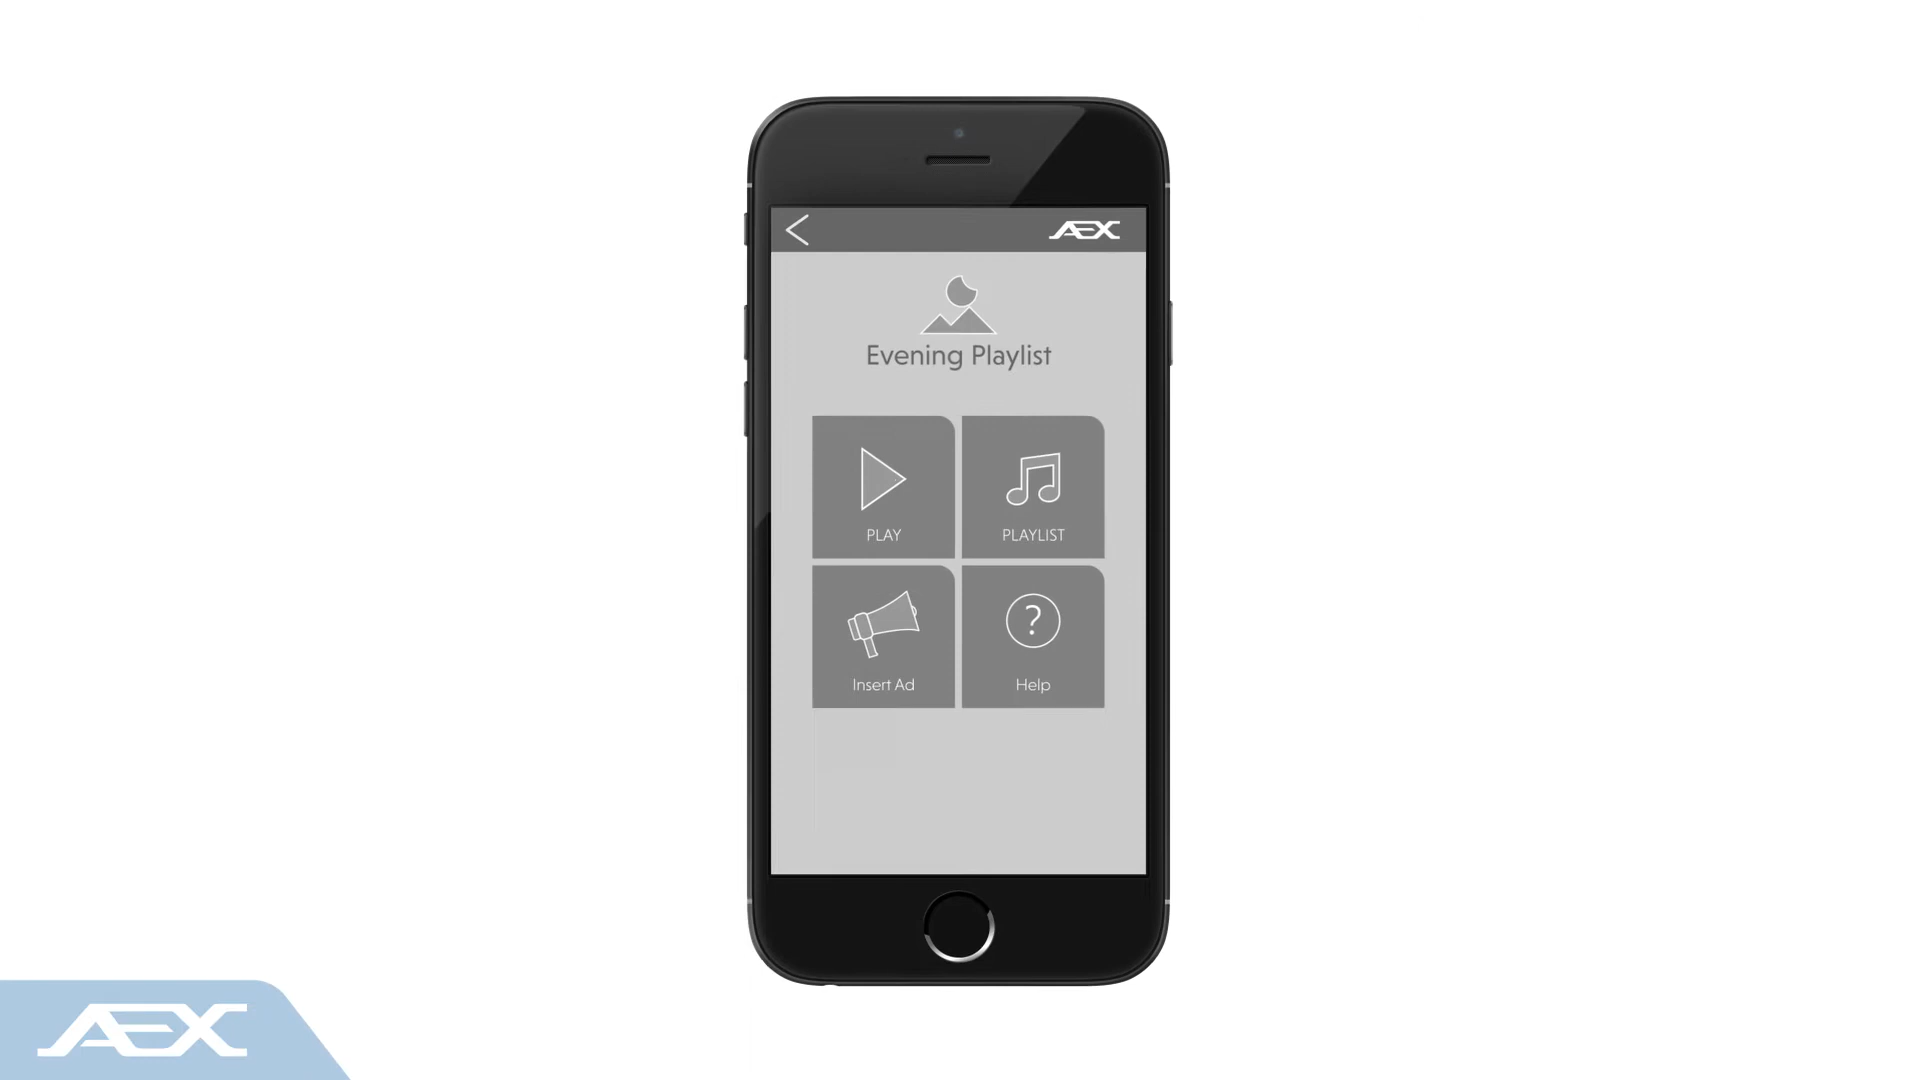 AEX
Evening Playlist
PLAY
PLAYLIST
?
Insert Ad
Help
AEX